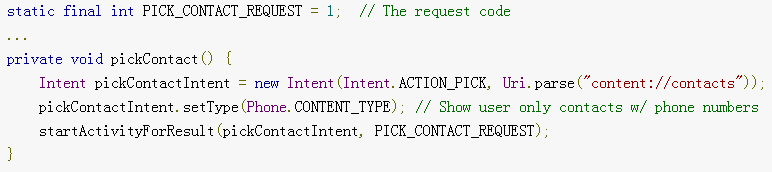 static final int PICK_CONTACT_REQUEST = 1;  // The request code
...
private void pickContact() {
    Intent pickContactIntent = new Intent(Intent.ACTION_PICK, Uri.parse("content://contacts"));
    pickContactIntent.setType(Phone.CONTENT_TYPE); // Show user only contacts w/ phone numbers
    startActivityForResult(pickContactIntent, PICK_CONTACT_REQUEST);
}